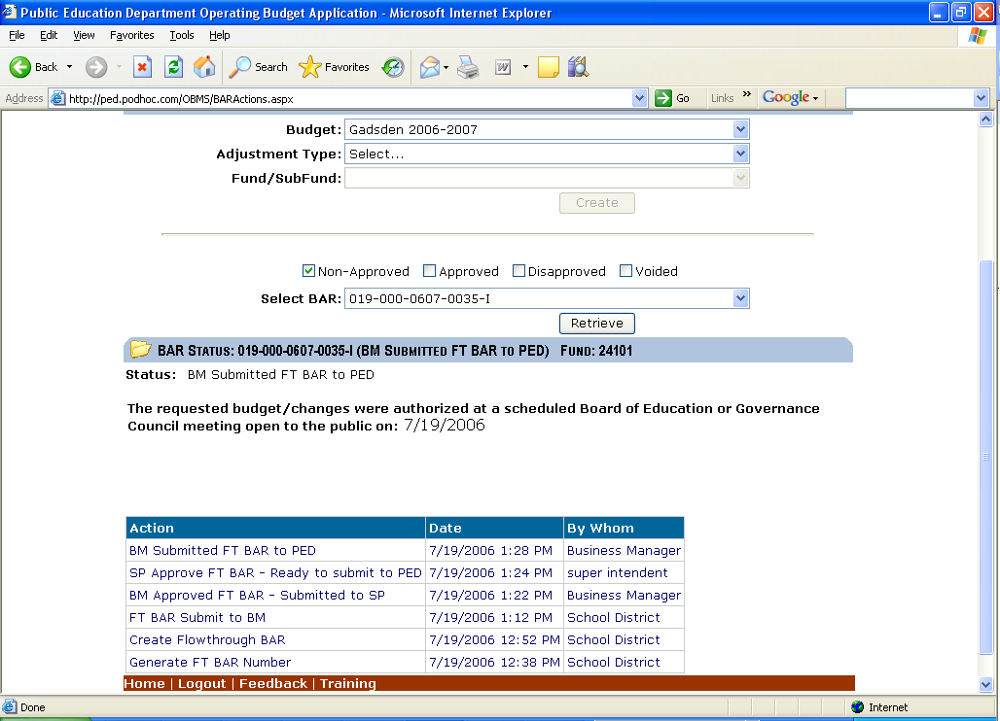 Public Education Department Operating Budget Application - Microsoft Internet Explorer
File Edit View Favorites Tools Help
Back Search Favorites
Address http://ped.podhoc.com/OBMS/BARActions.aspx Go Links » Google
Budget: Gadsden 2006-2007
Adjustment Type: Select...
Fund/SubFund:
Create
Non-Approved Approved Disapproved Voided
Select BAR: 019-000-0607-0035-I
Retrieve
BAR Status: 019-000-0607-0035-I (BM Submitted FT BAR to PED) Fund: 24101
Status: BM Submitted FT BAR to PED
The requested budget/changes were authorized at a scheduled Board of Education or Governance
Council meeting open to the public on: 7/19/2006
Action Date By Whom
BM Submitted FT BAR to PED 7/19/2006 1:28 PM Business Manager
SP Approve FT BAR - Ready to submit to PED 7/19/2006 1:24 PM super intendent
BM Approved FT BAR - Submitted to SP 7/19/2006 1:22 PM Business Manager
FT BAR Submit to BM 7/19/2006 1:12 PM School District
Create Flowthrough BAR 7/19/2006 12:52 PM School District
Generate FT BAR Number 7/19/2006 12:38 PM School District
Home | Logout | Feedback | Training
Done Internet